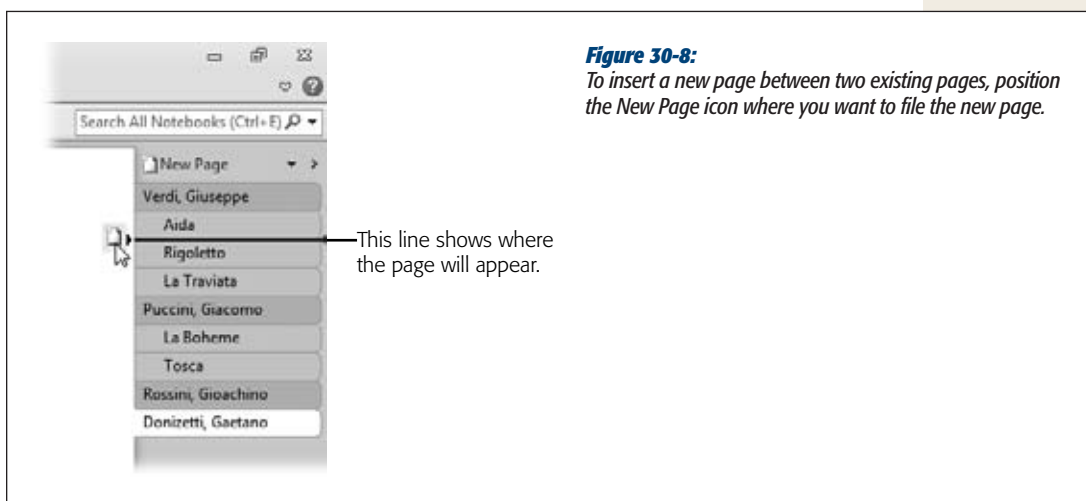 Figure 30-8:
To insert a new page between two existing pages, position
the New Page icon where you want to file the new page.
Search All Notebooks (Ctrl+E)
New Page
Verdi, Giuseppe
Aida
Rigoletto
La Traviata
Puccini, Giacomo
La Boheme
Tosca
Rossini, Gioachino
Donizetti, Gaetano
This line shows where
the page will appear.